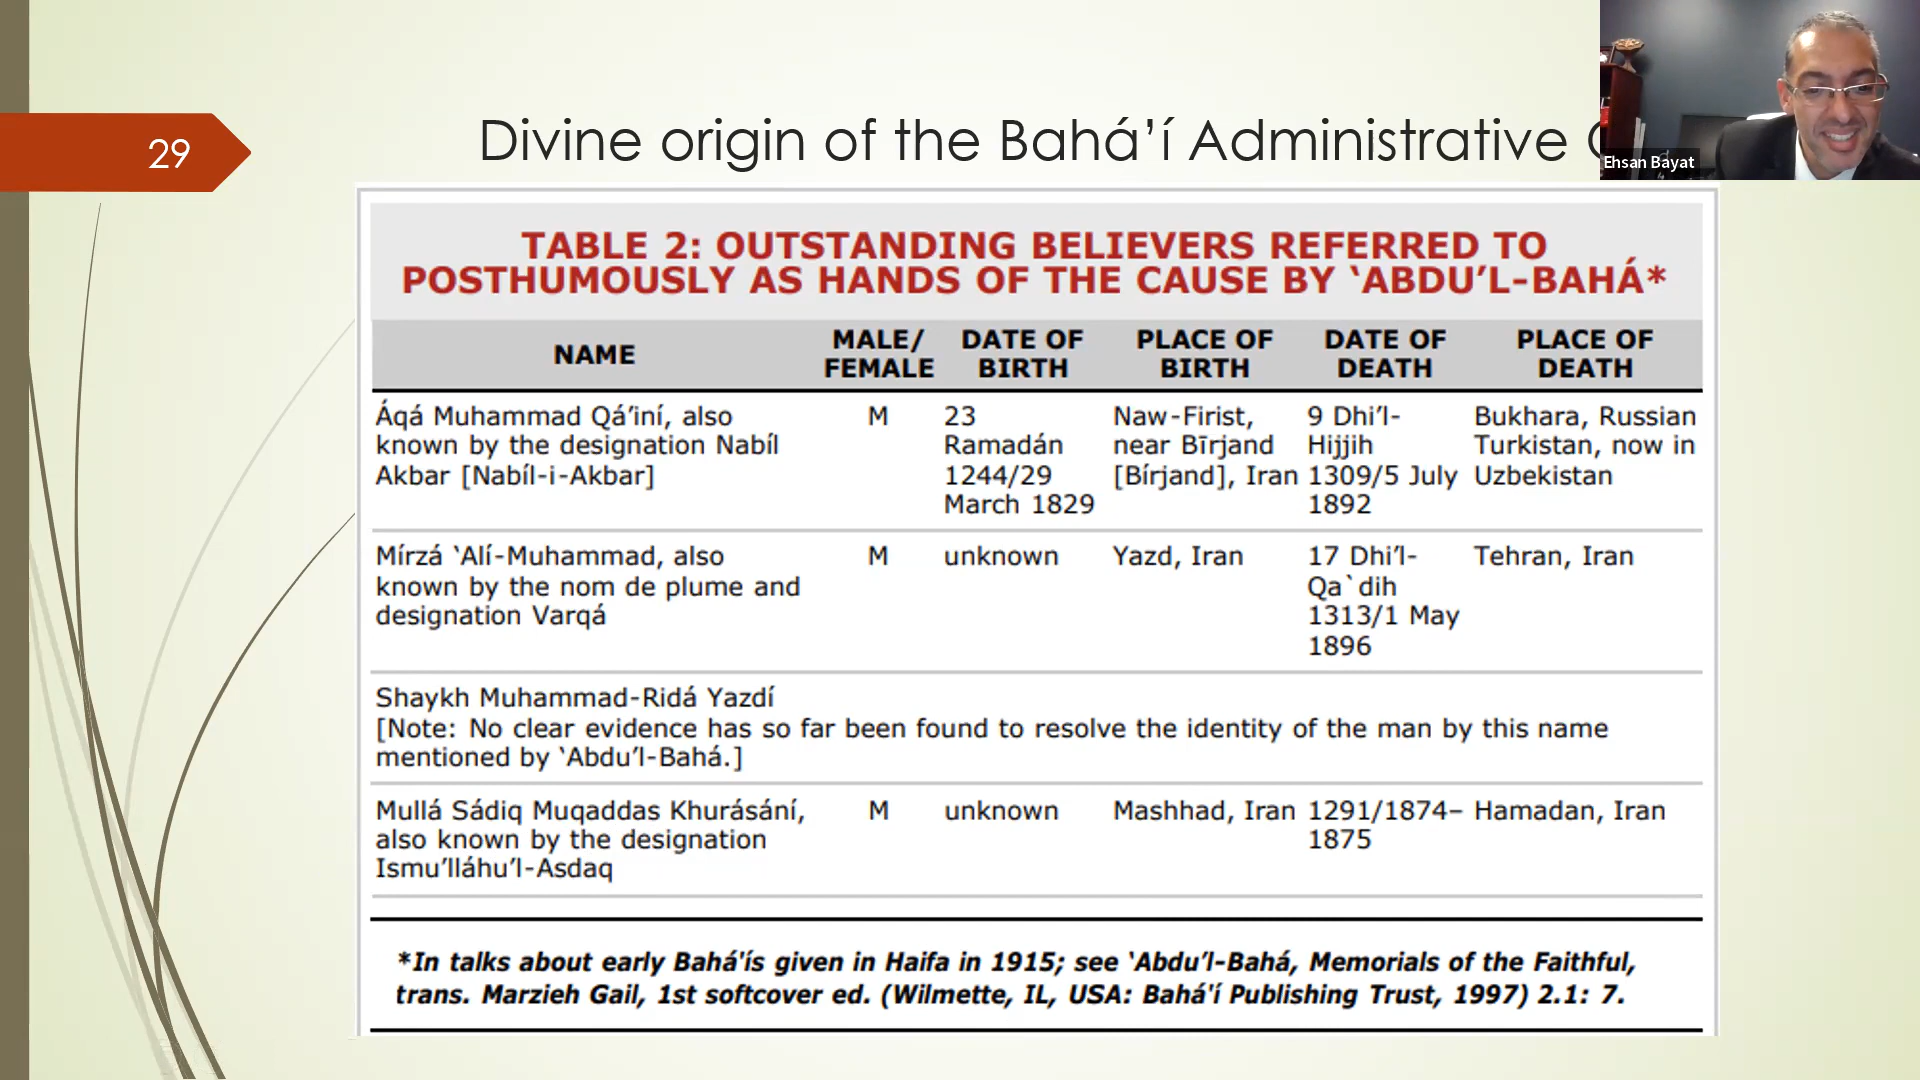 29
Divine origin of the Bahá’í Administrative
Ehsan Bayat
TABLE 2: OUTSTANDING BELIEVERS REFERRED TO
POSTHUMOUSLY AS HANDS OF THE CAUSE BY ‘ABDU’L-BAHÁ*
NAME
MALE/
FEMALE
DATE OF
BIRTH
PLACE OF
BIRTH
DATE OF
DEATH
PLACE OF
DEATH
Áqá Muhammad Qá’iní, also
known by the designation Nabíl
Akbar [Nabíl-i-Akbar]
M
23
Ramadán
1244/29
March 1829
Naw-Firist,
near Bīrjand
[Bírjand], Iran
9 Dhi’l-
Hijjih
1309/5 July
1892
Bukhara, Russian
Turkistan, now in
Uzbekistan
Mírzá ‘Alí-Muhammad, also
known by the nom de plume and
designation Varqá
M
unknown
Yazd, Iran
17 Dhi’l-
Qa`dih
1313/1 May
1896
Tehran, Iran
Shaykh Muhammad-Ridá Yazdí
[Note: No clear evidence has so far been found to resolve the identity of the man by this name
mentioned by ‘Abdu’l-Bahá.]
Mullá Sádiq Muqaddas Khurásání,
also known by the designation
Ismu’lláhu’l-Asdaq
M
unknown
Mashhad, Iran
1291/1874–
1875
Hamadan, Iran
*In talks about early Bahá'ís given in Haifa in 1915; see ‘Abdu’l-Bahá, Memorials of the Faithful,
trans. Marzieh Gail, 1st softcover ed. (Wilmette, IL, USA: Bahá'í Publishing Trust, 1997) 2.1: 7.